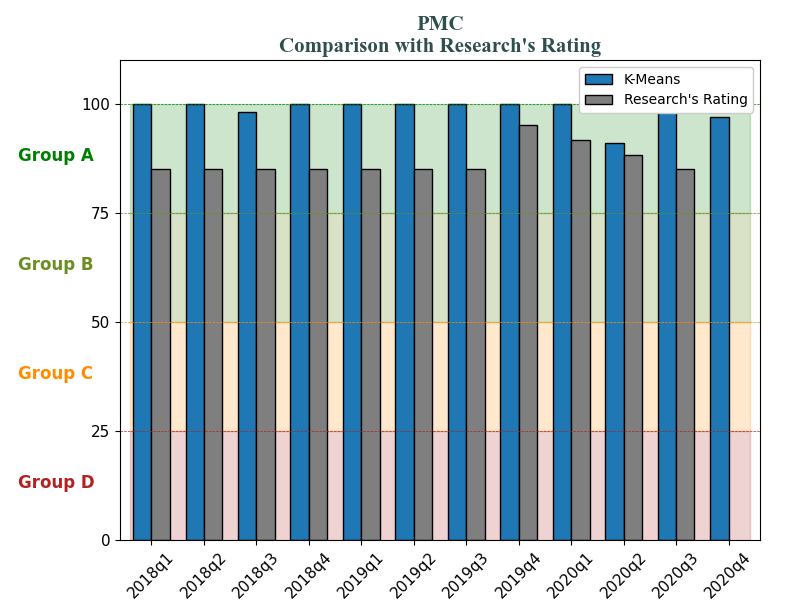 PMC
Comparison with Research's Rating
K-Means
Research's Rating
100
Group A
75
Group B
50
Group C
25
Group D
0
2018q1
2018q2
2018q3
2018q4
2019q1
2019q2
2019q3
2019q4
2020q1
2020q2
2020q3
2020q4